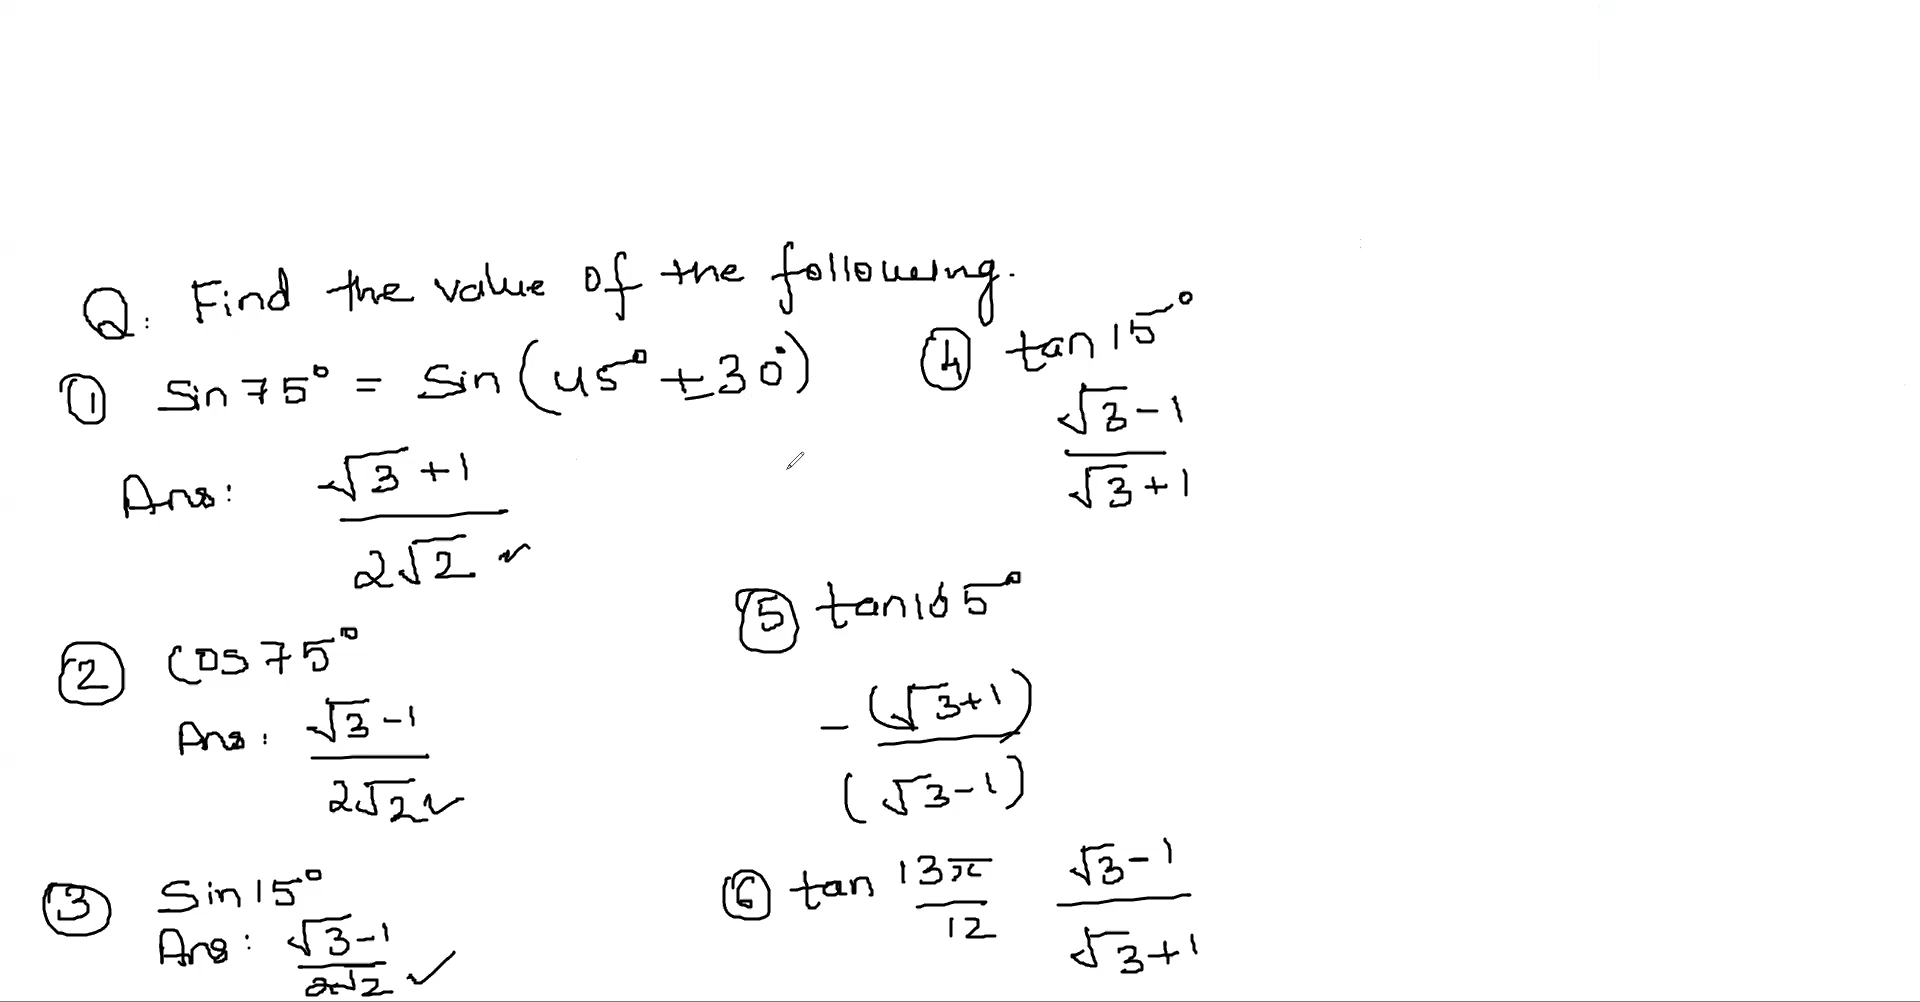 Q. Find the value of the following.
① Sin 75° = Sin (45° + 30°)
Ans: (√3 + 1) / (2√2) ✓
② Cos 75°
Ans: (√3 - 1) / (2√2) ✓
③ Sin 15°
Ans: (√3 - 1) / (2√2) ✓
④ tan 15°
(√3 - 1) / (√3 + 1)
⑤ tan 105°
- (√3 + 1) / (√3 - 1)
⑥ tan 13π/12 (√3 - 1) / (√3 + 1)